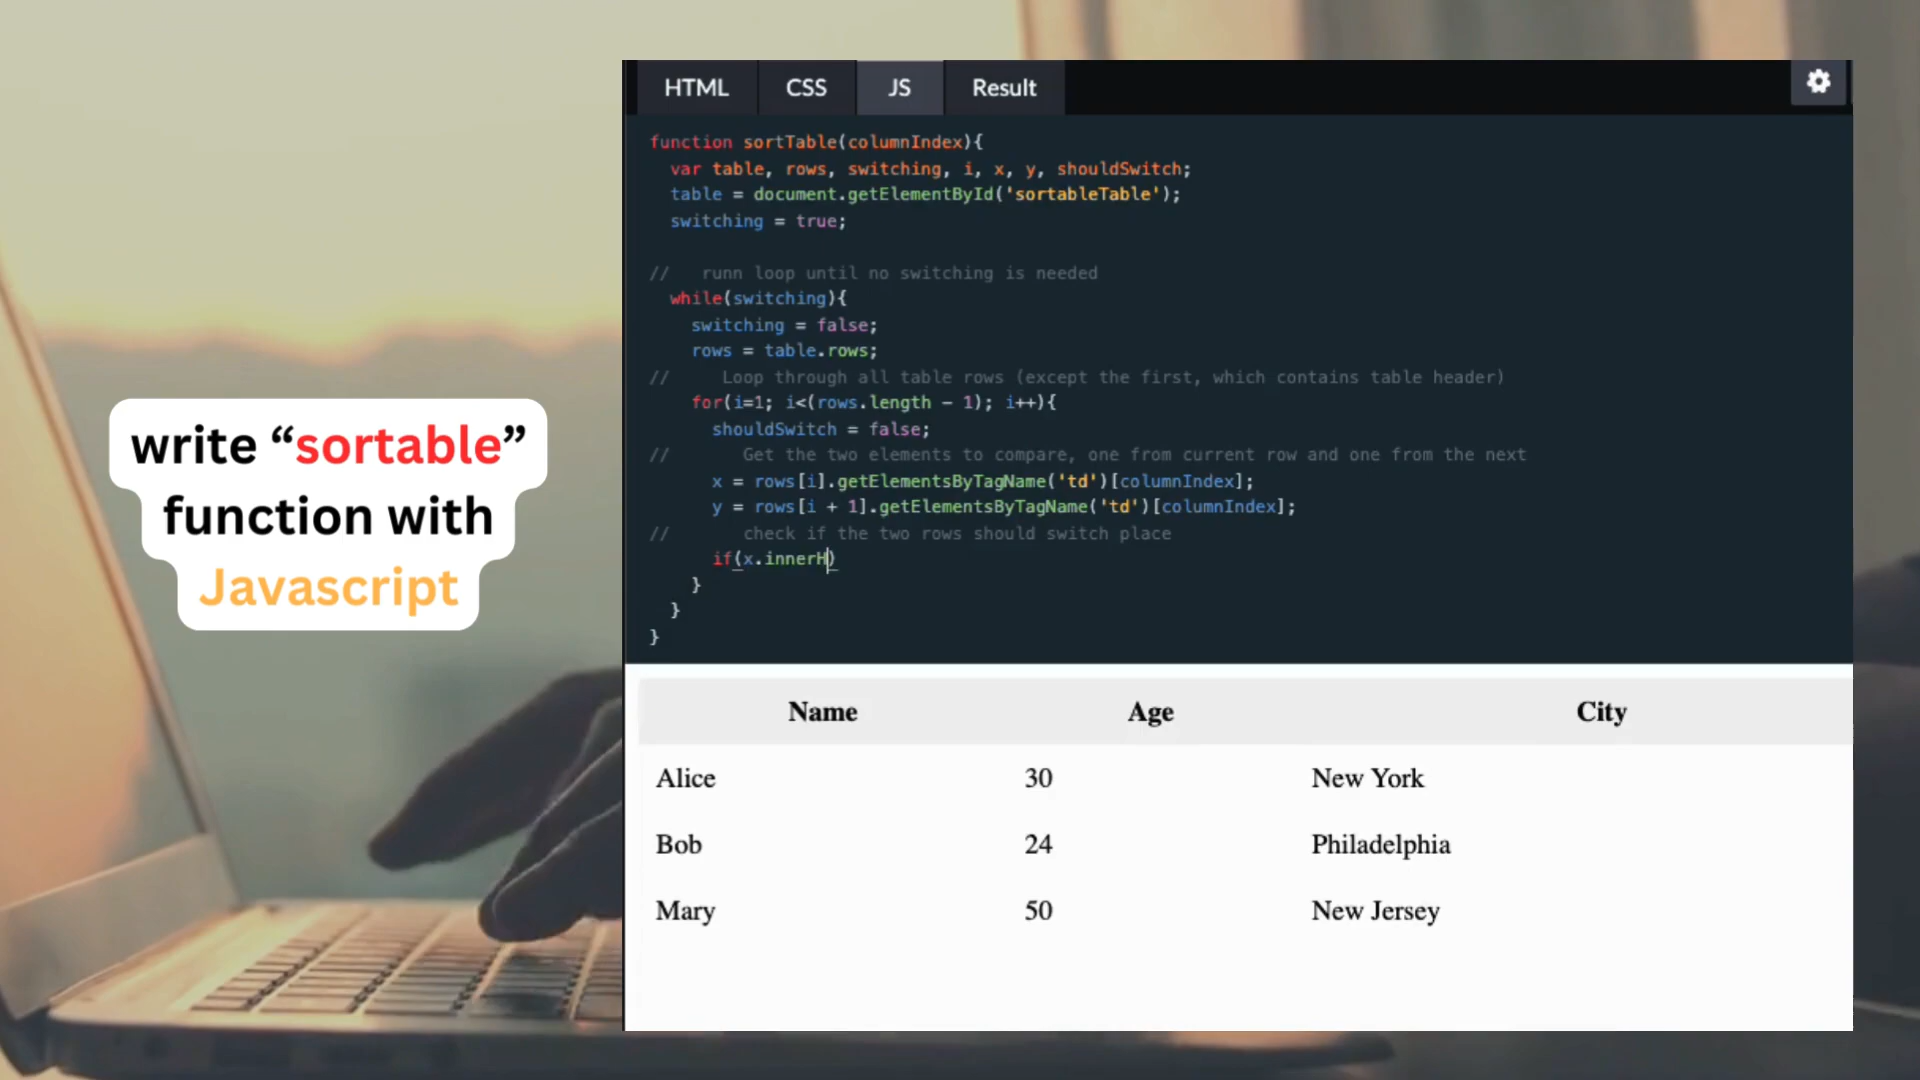 write “sortable”
function with
Javascript
HTML CSS JS Result
function sortTable(columnIndex){
var table, rows, switching, i, x, y, shouldSwitch;
table = document.getElementById('sortableTable');
switching = true;
// runn loop until no switching is needed
while(switching){
switching = false;
rows = table.rows;
// Loop through all table rows (except the first, which contains table header)
for(i=1; i<(rows.length - 1); i++){
shouldSwitch = false;
// Get the two elements to compare, one from current row and one from the next
x = rows[i].getElementsByTagName('td')[columnIndex];
y = rows[i + 1].getElementsByTagName('td')[columnIndex];
// check if the two rows should switch place
if(x.innerH)
}
}
}
Name Age City
Alice 30 New York
Bob 24 Philadelphia
Mary 50 New Jersey